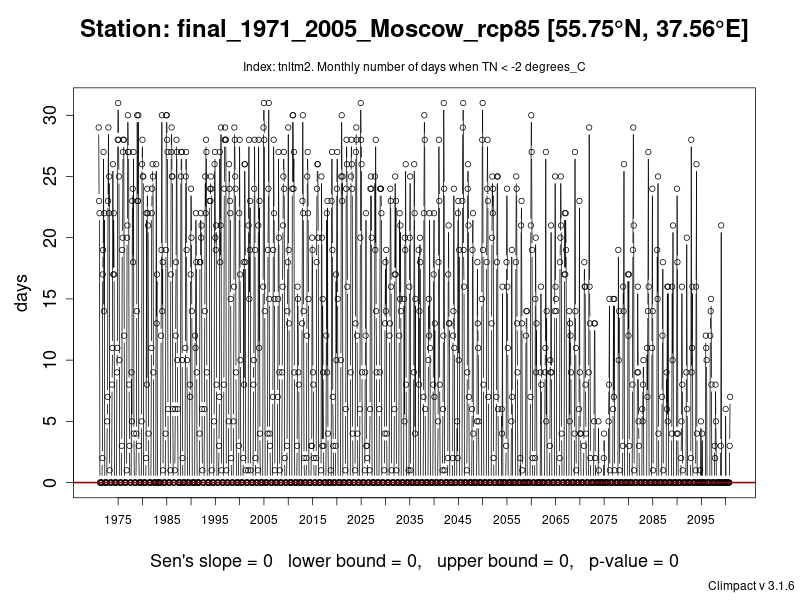 Station: final_1971_2005_Moscow_rcp85 [55.75°N, 37.56°E]
Index: tnltm2. Monthly number of days when TN < -2 degrees_C
days
30
25
20
15
10
5
0
1975 1985 1995 2005 2015 2025 2035 2045 2055 2065 2075 2085 2095
Sen's slope = 0 lower bound = 0, upper bound = 0, p-value = 0
Climpact v 3.1.6